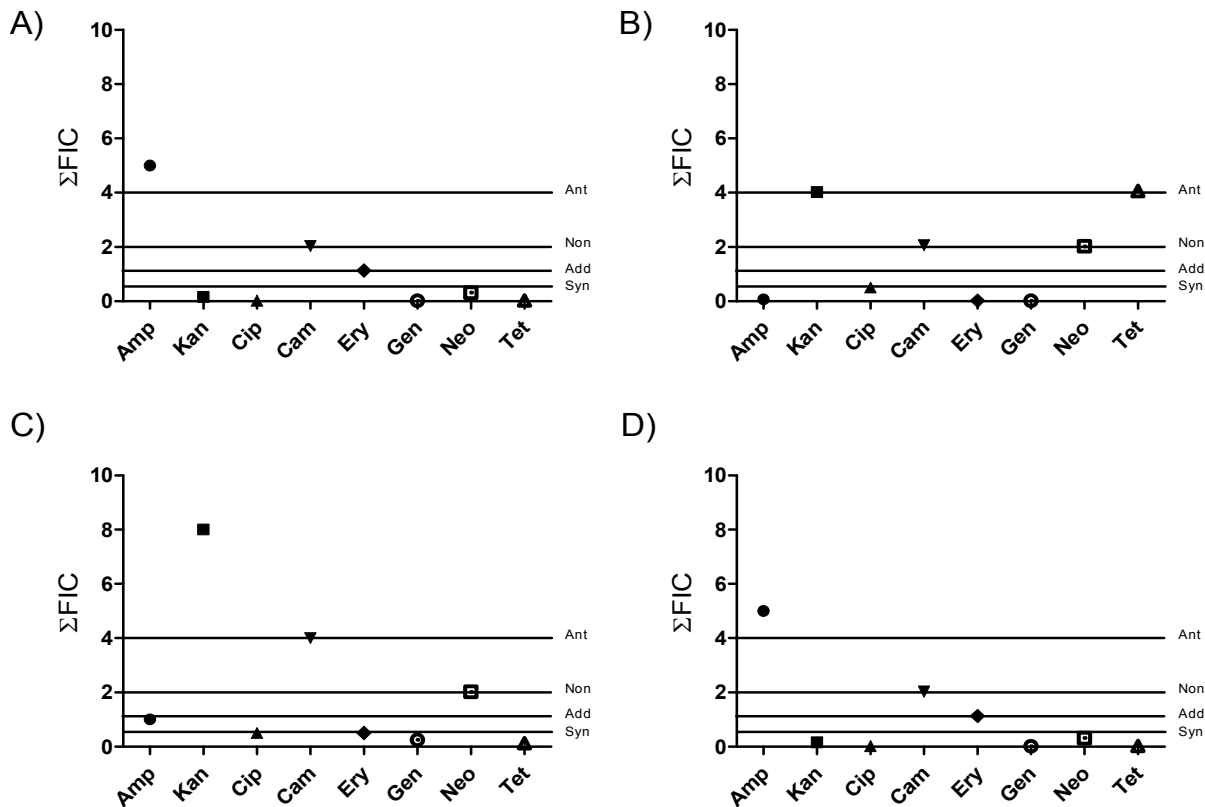 A)
10
8
6
4
2
0
ΣFIC
Ant
Non
Add
Syn
Amp Kan Cip Cam Ery Gen Neo Tet
B)
10
8
6
4
2
0
ΣFIC
Ant
Non
Add
Syn
Amp Kan Cip Cam Ery Gen Neo Tet
C)
10
8
6
4
2
0
ΣFIC
Ant
Non
Add
Syn
Amp Kan Cip Cam Ery Gen Neo Tet
D)
10
8
6
4
2
0
ΣFIC
Ant
Non
Add
Syn
Amp Kan Cip Cam Ery Gen Neo Tet